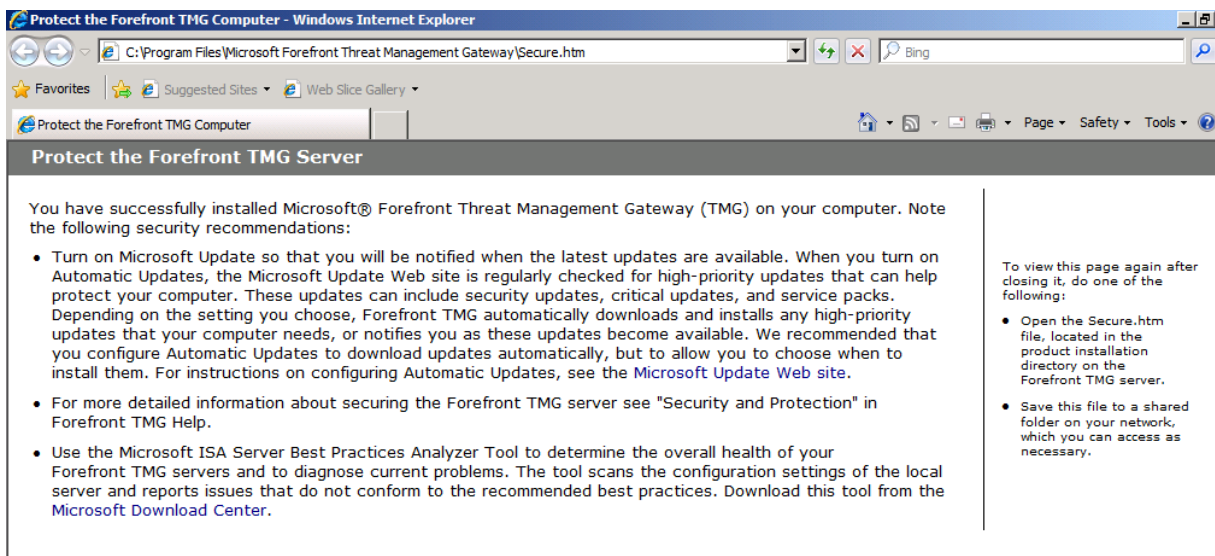 Protect the Forefront TMG Computer - Windows Internet Explorer
C:\Program Files\Microsoft Forefront Threat Management Gateway\Secure.htm
Bing
Favorites
Suggested Sites
Web Slice Gallery
Protect the Forefront TMG Computer
Page
Safety
Tools
Protect the Forefront TMG Server
You have successfully installed Microsoft® Forefront Threat Management Gateway (TMG) on your computer. Note
the following security recommendations:
• Turn on Microsoft Update so that you will be notified when the latest updates are available. When you turn on
Automatic Updates, the Microsoft Update Web site is regularly checked for high-priority updates that can help
protect your computer. These updates can include security updates, critical updates, and service packs.
Depending on the setting you choose, Forefront TMG automatically downloads and installs any high-priority
updates that your computer needs, or notifies you as these updates become available. We recommended that
you configure Automatic Updates to download updates automatically, but to allow you to choose when to
install them. For instructions on configuring Automatic Updates, see the Microsoft Update Web site.
• For more detailed information about securing the Forefront TMG server see "Security and Protection" in
Forefront TMG Help.
• Use the Microsoft ISA Server Best Practices Analyzer Tool to determine the overall health of your
Forefront TMG servers and to diagnose current problems. The tool scans the configuration settings of the local
server and reports issues that do not conform to the recommended best practices. Download this tool from the
Microsoft Download Center.
To view this page again after
closing it, do one of the
following:
• Open the Secure.htm
file, located in the
product installation
directory on the
Forefront TMG server.
• Save this file to a shared
folder on your network,
which you can access as
necessary.